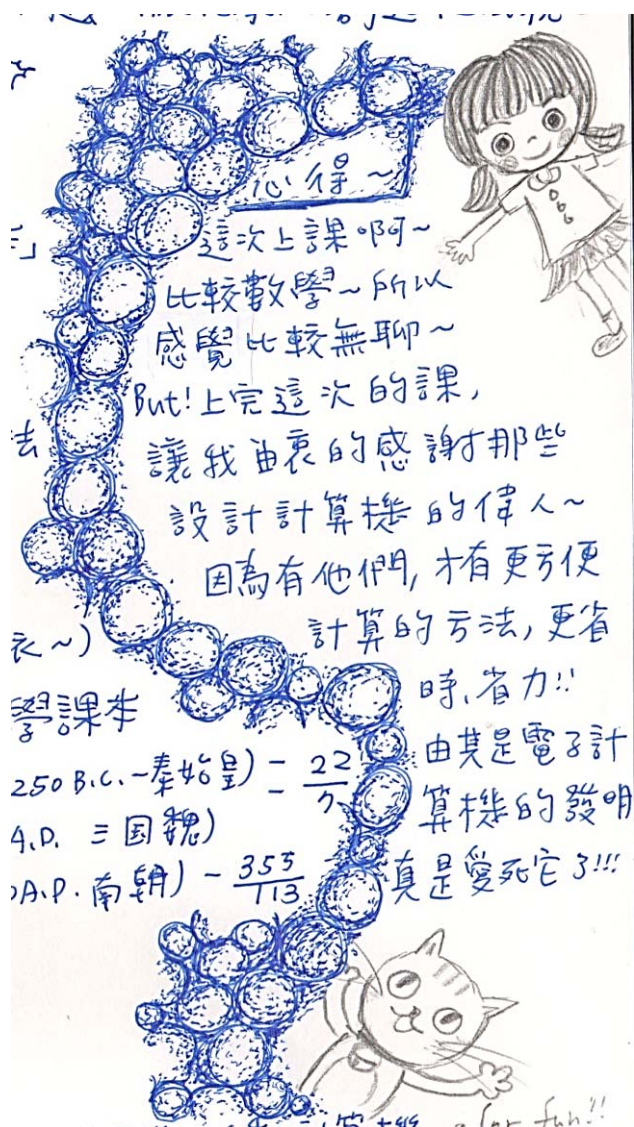 心得~
這次上課啊~
比較數學~所以
感覺比較無聊~
But!上完這次的課,
讓我由衷的感謝那些
設計計算機的偉人~
因為有他們,才有更方便
計算的方法,更省
時、省力!!
由其是電子計
算機的發明
真是愛死它了!!!
法
衣~)
學課本
250 B.C.~秦始皇) = 22/7
A.D. 三国魏)
A.D.南朝) ~ 355/113
for fun!!